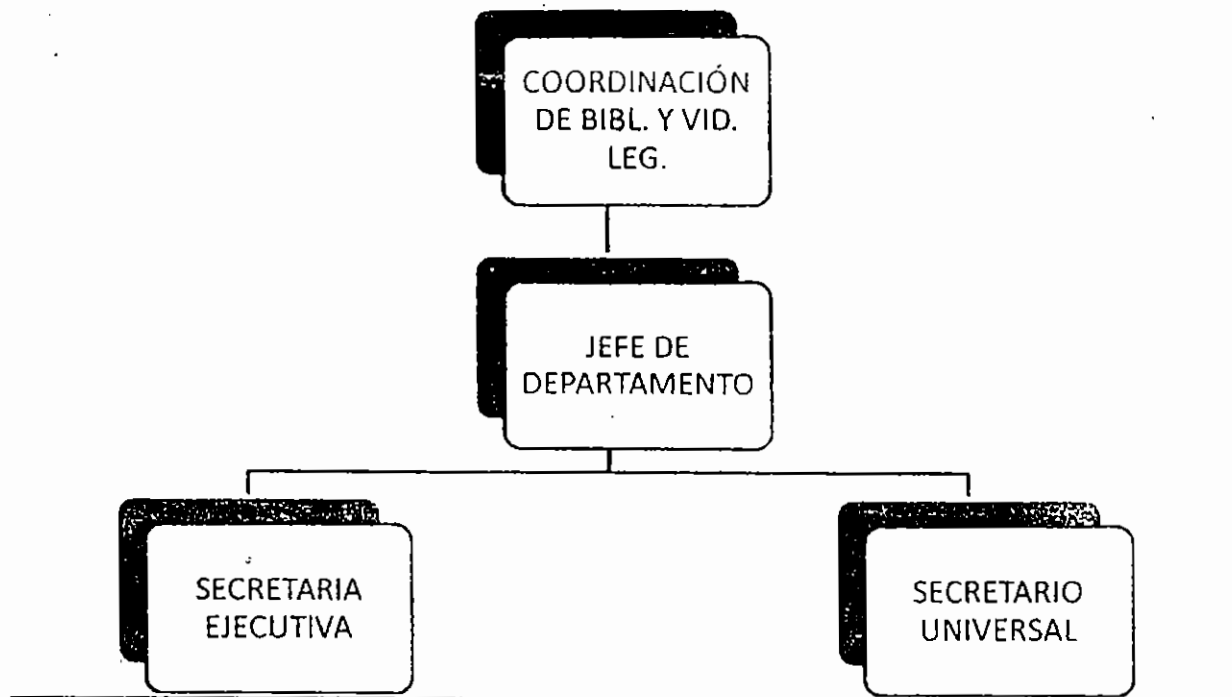 COORDINACIÓN
DE BIBL. Y VID.
LEG.
JEFE DE
DEPARTAMENTO
SECRETARIA
EJECUTIVA
SECRETARIO
UNIVERSAL